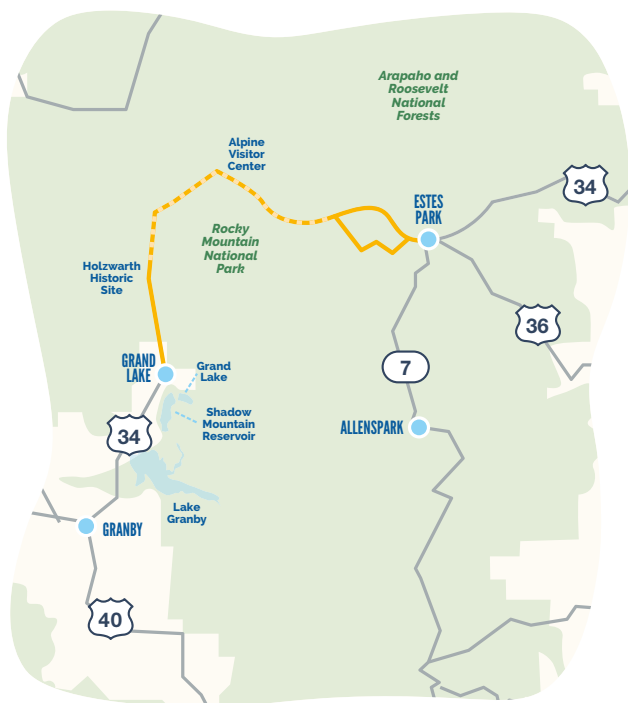 Arapaho and
Roosevelt
National
Forests
Alpine
Visitor
Center
34
ESTES
PARK
Rocky
Mountain
National
Park
Holzwarth
Historic
Site
36
GRAND
LAKE
Grand
Lake
7
Shadow
Mountain
Reservoir
34
ALLENSPARK
Lake
Granby
GRANBY
40